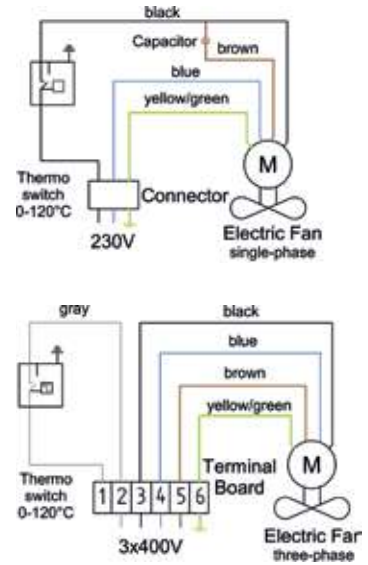 black
Capacitor
brown
blue
yellow/green
M
Thermo
switch
0-120°C
Connector
230V
Electric Fan
single-phase
gray
black
blue
brown
yellow/green
M
Thermo
switch
0-120°C
1 2 3 4 5 6
Terminal
Board
3x400V
Electric Fan
three-phase